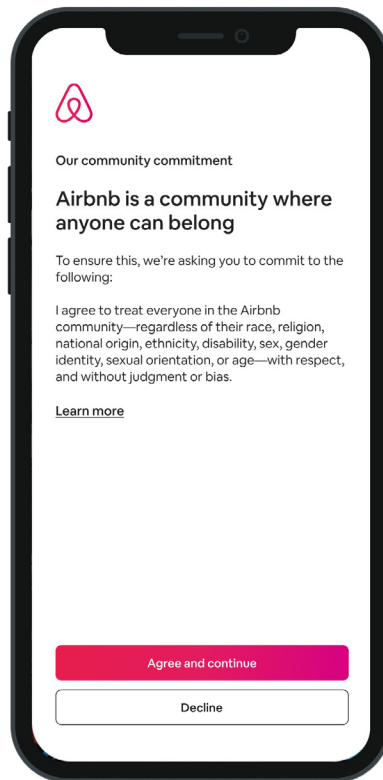 Our community commitment
Airbnb is a community where
anyone can belong
To ensure this, we're asking you to commit to the
following:
I agree to treat everyone in the Airbnb
community—regardless of their race, religion,
national origin, ethnicity, disability, sex, gender
identity, sexual orientation, or age—with respect,
and without judgment or bias.
Learn more
Agree and continue
Decline